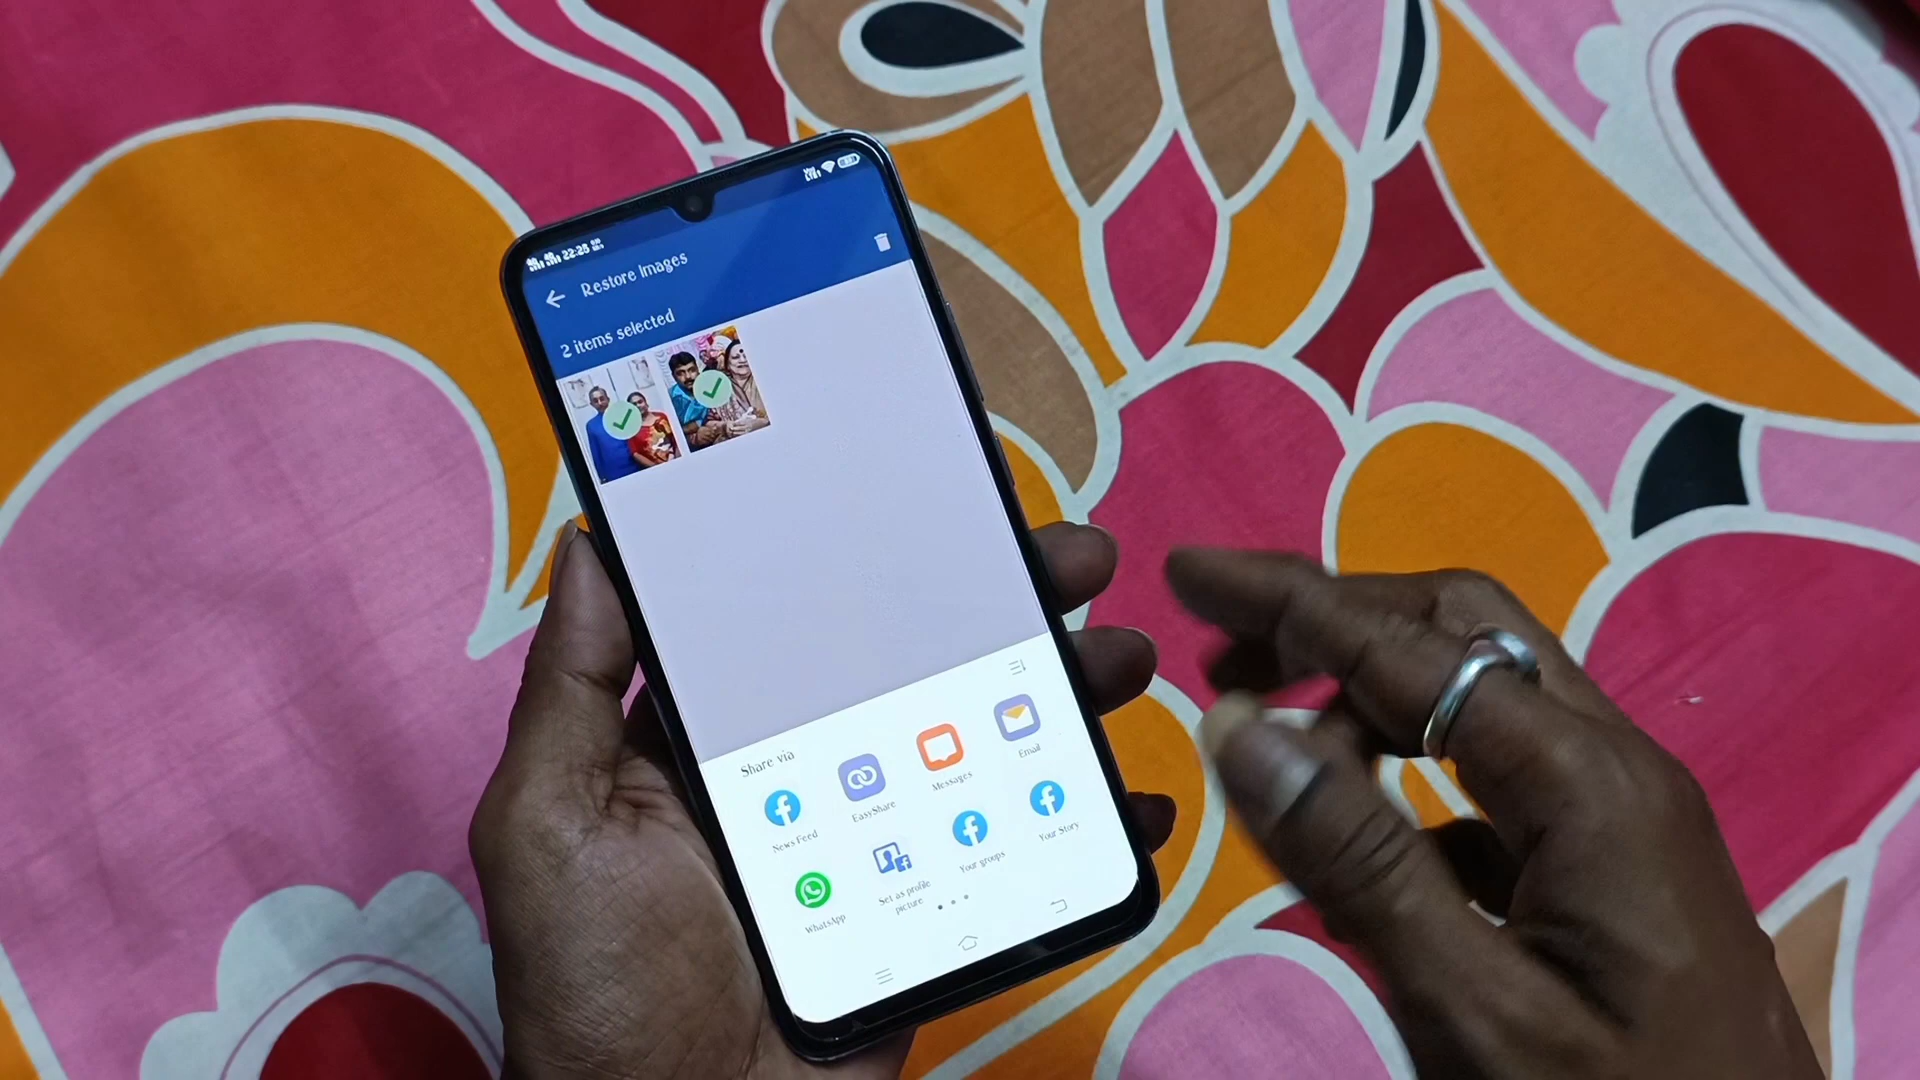 22:25
Restore Images
2 items selected
Share via
News Feed
EasyShare
Messages
Email
WhatsApp
Set as profile
picture
Your groups
Your Story